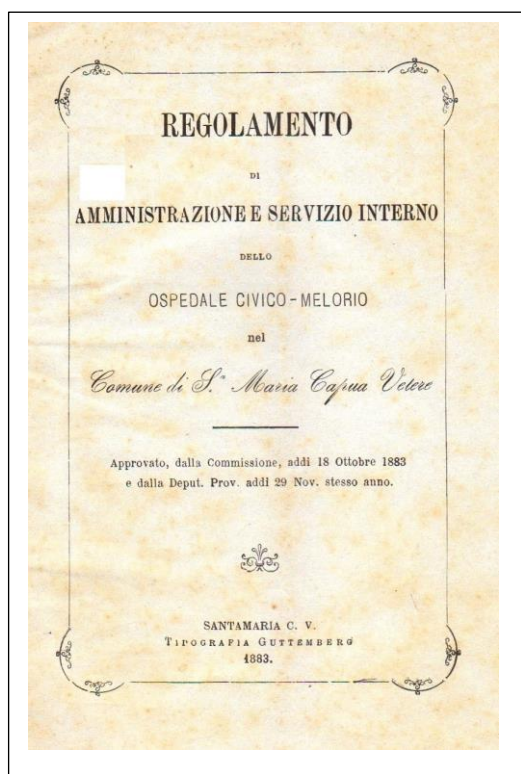 REGOLAMENTO
DI
AMMINISTRAZIONE E SERVIZIO INTERNO
DELLO
OSPEDALE CIVICO-MELORIO
nel
Comune di S.ª Maria Capua Vetere
Approvato, dalla Commissione, addì 18 Ottobre 1883
e dalla Deput. Prov. addì 29 Nov. stesso anno.
SANTAMARIA C. V.
TIPOGRAFIA GUTTEMBERG
1883.